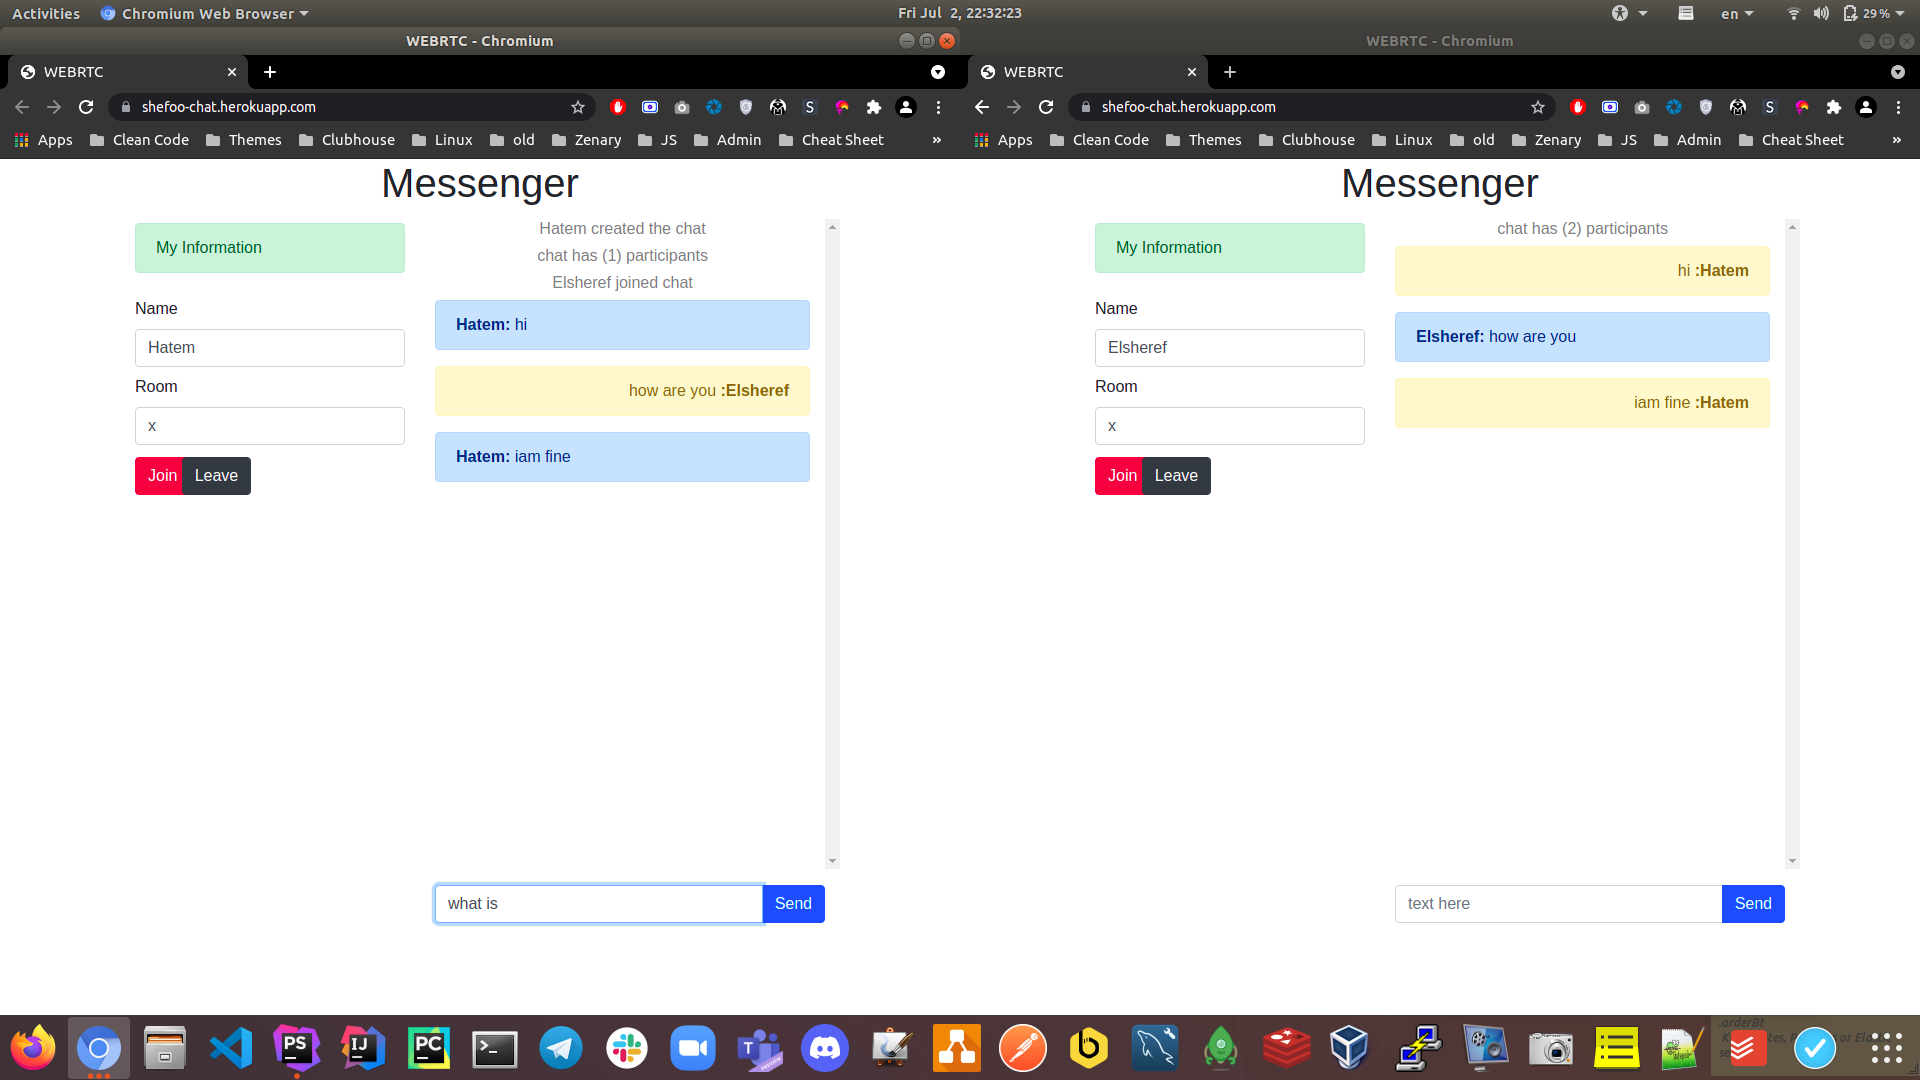 Activities
Chromium Web Browser
Fri Jul 2, 22:32:23
en
29 %
WEBRTC - Chromium
WEBRTC
shefoo-chat.herokuapp.com
S
Apps
Clean Code
Themes
Clubhouse
Linux
old
Zenary
JS
Admin
Cheat Sheet
»
Messenger
My Information
Name
Hatem
Room
x
Join
Leave
Hatem created the chat
chat has (1) participants
Elsheref joined chat
Hatem: hi
how are you :Elsheref
Hatem: iam fine
what is
Send
WEBRTC - Chromium
WEBRTC
shefoo-chat.herokuapp.com
S
Apps
Clean Code
Themes
Clubhouse
Linux
old
Zenary
JS
Admin
Cheat Sheet
»
Messenger
My Information
Name
Elsheref
Room
x
Join
Leave
chat has (2) participants
hi :Hatem
Elsheref: how are you
iam fine :Hatem
text here
Send
PS
IJ
PC
PREVIEW
.orderBt